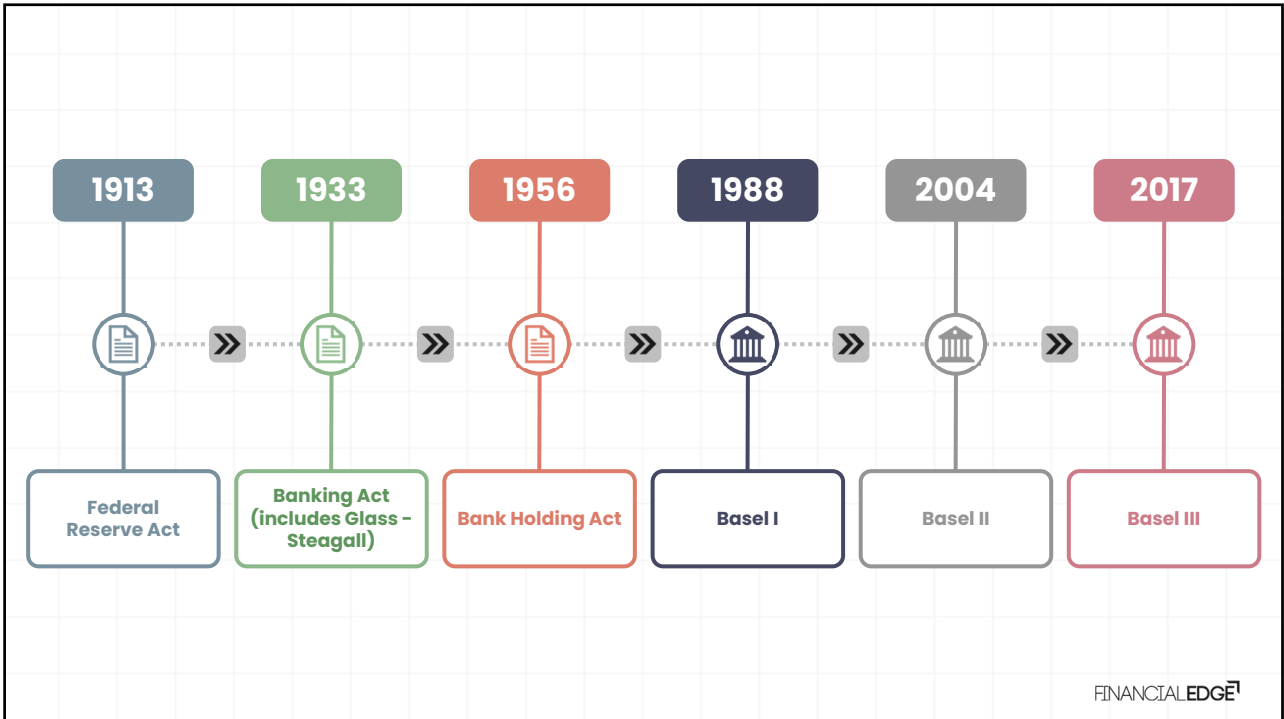 1913
1933
1956
1988
2004
2017
Federal
Reserve Act
Banking Act
(includes Glass -
Steagall)
Bank Holding Act
Basel I
Basel II
Basel III
FINANCIALEDGE